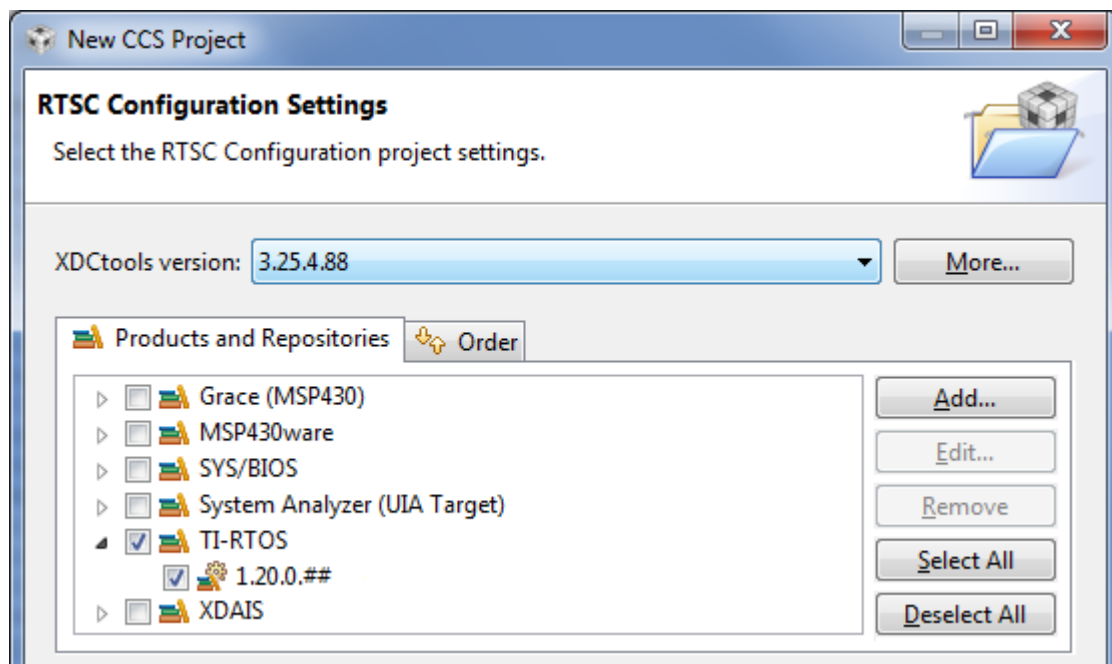 New CCS Project
RTSC Configuration Settings
Select the RTSC Configuration project settings.
XDCtools version: 3.25.4.88 More...
Products and Repositories Order
Grace (MSP430)
MSP430ware
SYS/BIOS
System Analyzer (UIA Target)
TI-RTOS
1.20.0.##
XDAIS
Add...
Edit...
Remove
Select All
Deselect All